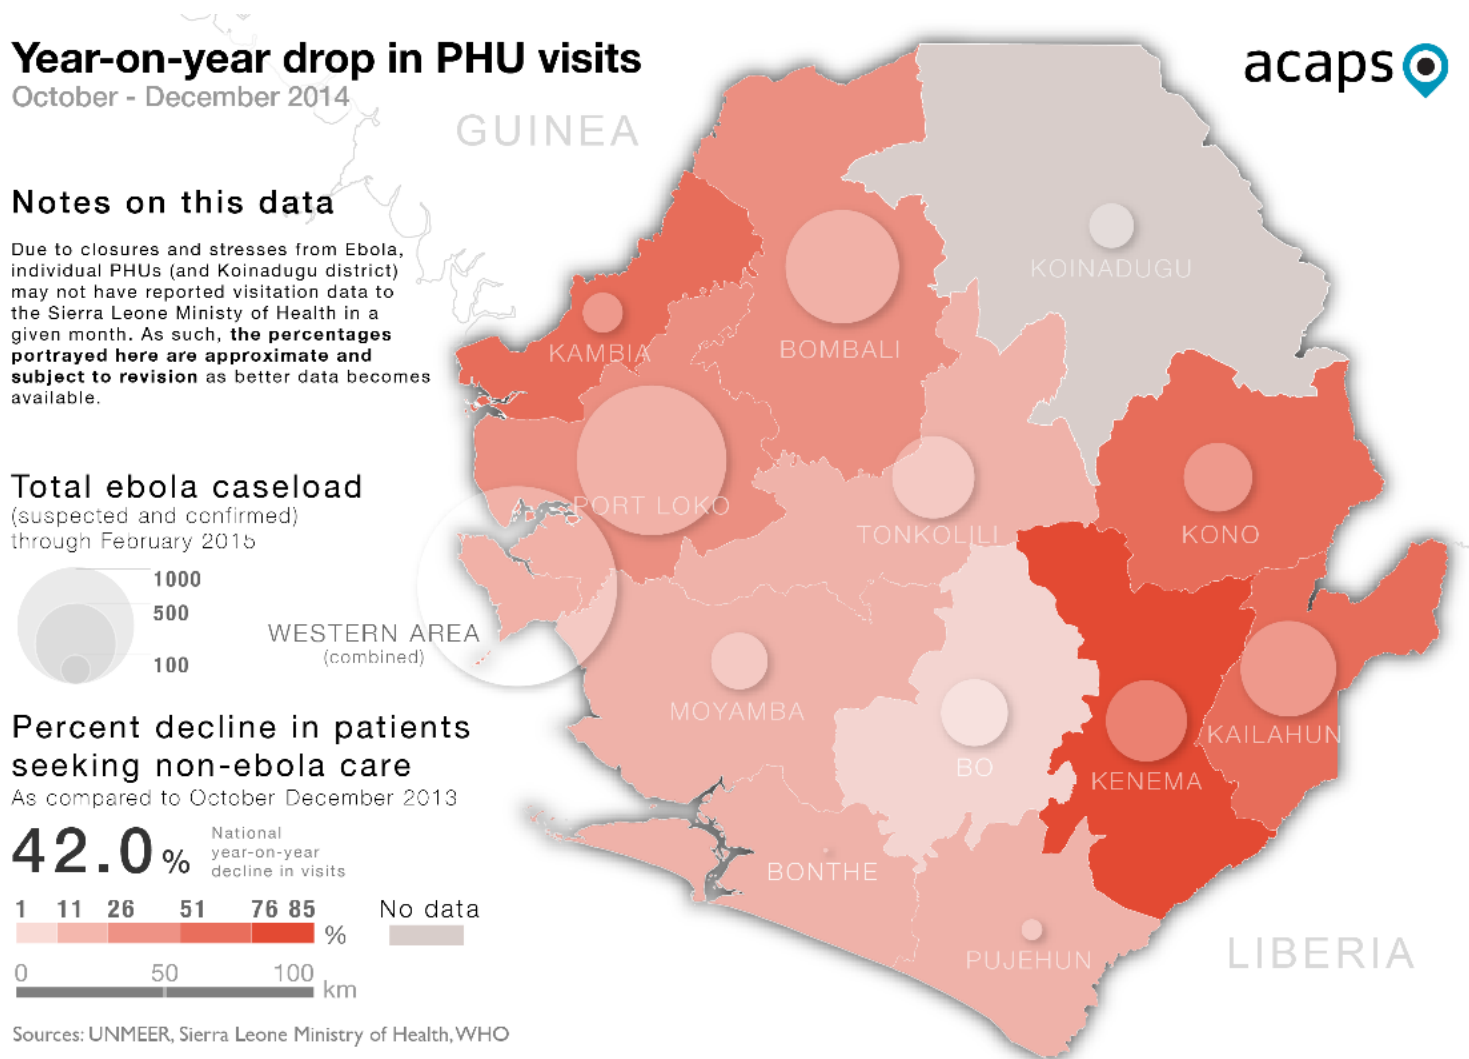 Year-on-year drop in PHU visits
October - December 2014
acaps
GUINEA
Notes on this data
Due to closures and stresses from Ebola,
individual PHUs (and Koinadugu district)
may not have reported visitation data to
the Sierra Leone Ministy of Health in a
given month. As such, the percentages
portrayed here are approximate and
subject to revision as better data becomes
available.
Total ebola caseload
(suspected and confirmed)
through February 2015
1000
500
100
WESTERN AREA
(combined)
Percent decline in patients
seeking non-ebola care
As compared to October December 2013
42.0 %
National
year-on-year
decline in visits
1 11 26 51 76 85
%
No data
0 50 100
km
Sources: UNMEER, Sierra Leone Ministry of Health, WHO
KOINADUGU
KAMBIA
BOMBALI
PORT LOKO
TONKOLILI
KONO
MOYAMBA
BO
KENEMA
KAILAHUN
BONTHE
PUJEHUN
LIBERIA